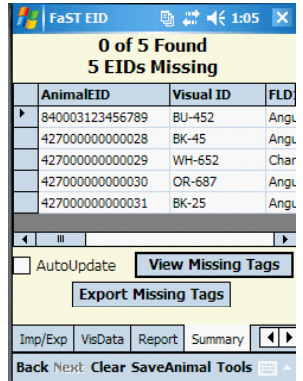 FaST EID 1:05
0 of 5 Found
5 EIDs Missing
AnimalEID Visual ID FLD
840003123456789 BU-452 Angu
427000000000028 BK-45 Angu
427000000000029 WH-652 Char
427000000000030 OR-687 Angu
427000000000031 BK-25 Angu
AutoUpdate View Missing Tags
Export Missing Tags
Imp/Exp VisData Report Summary
Back Next Clear SaveAnimal Tools